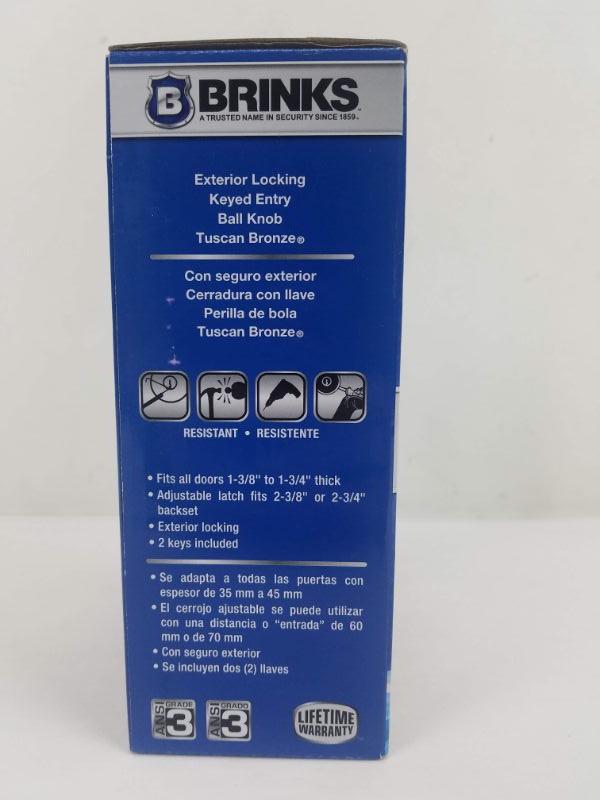 B BRINKS™
A TRUSTED NAME IN SECURITY SINCE 1859™
Exterior Locking
Keyed Entry
Ball Knob
Tuscan Bronze®
Con seguro exterior
Cerradura con llave
Perilla de bola
Tuscan Bronze®
RESISTANT • RESISTENTE
• Fits all doors 1-3/8" to 1-3/4" thick
• Adjustable latch fits 2-3/8" or 2-3/4"
backset
• Exterior locking
• 2 keys included
• Se adapta a todas las puertas con
espesor de 35 mm a 45 mm
• El cerrojo ajustable se puede utilizar
con una distancia o “entrada” de 60
mm o de 70 mm
• Con seguro exterior
• Se incluyen dos (2) llaves
ANSI GRADE 3
ANSI GRADO 3
LIFETIME
WARRANTY